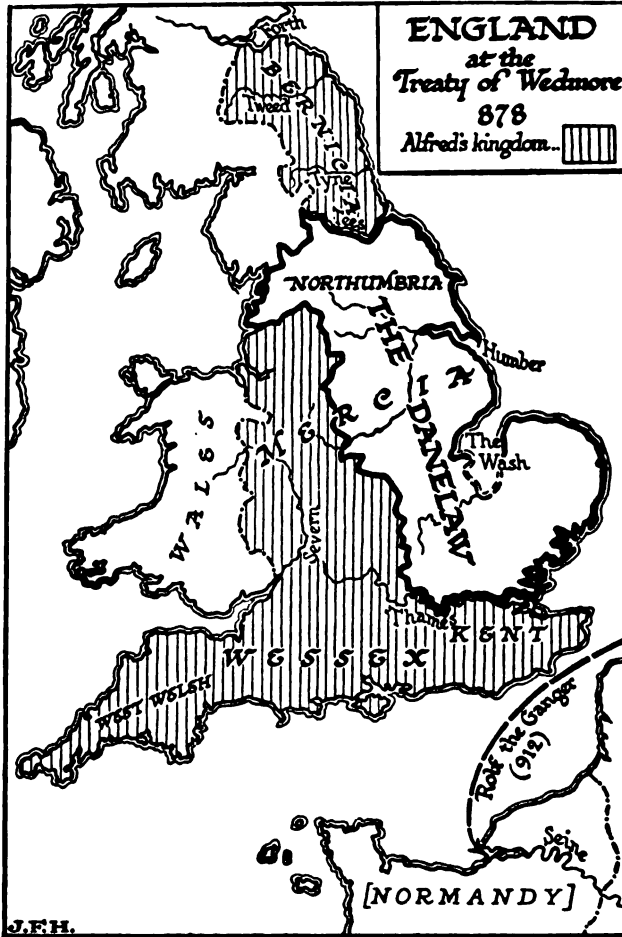 ENGLAND
at the
Treaty of Wedmore
878
Alfred's kingdom...
Forth
BERNICIA
Tweed
Tyne
Tees
NORTHUMBRIA
THE DANELAW
Humber
MERCIA
The
Wash
WALES
Severn
Thames
KENT
WESSEX
WEST WELSH
Rolf the Ganger
(912)
Seine
[NORMANDY]
J.F.H.